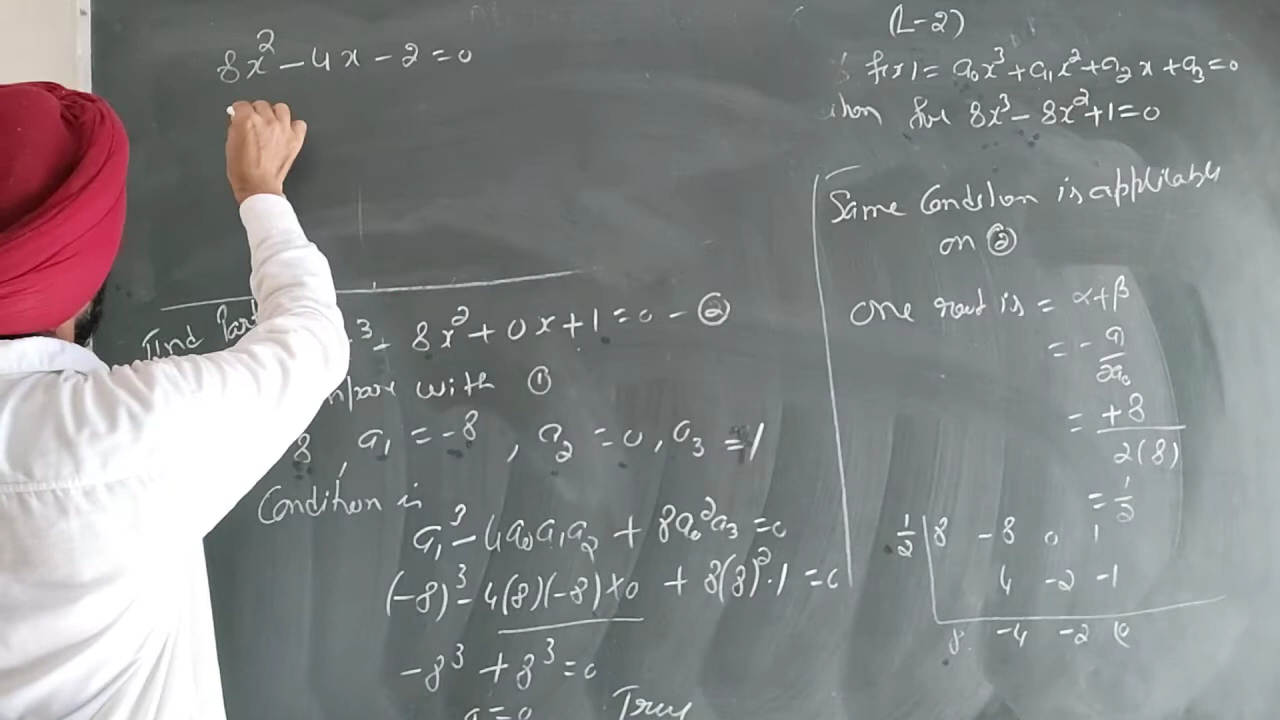 8x² - 4x - 2 = 0
(L-2)
f(x) = a₀x³ + a₁x² + a₂x + a₃ = 0
for 8x³ - 8x² + 1 = 0
Find Part
³ - 8x² + 0x + 1 = 0 - ②
with ①
8, a₁ = -8, a₂ = 0, a₃ = 1
Condition is
a₁³ - 4a₀a₁a₂ + 8a₀²a₃ = 0
(-8)³ - 4(8)(-8)×0 + 8(8)²·1 = 0
-8³ + 8³ = 0
0 = 0 True
Same Condition is applicable
on ②
One root is = α+β
= -a₁/2a₀
= +8/2(8)
= 1/2
1/2 | 8 -8 0 1
4 -2 -1
8 -4 -2 0